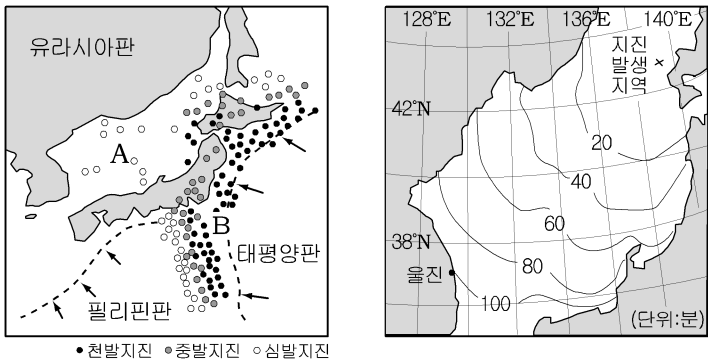 유라시아판
A
B
태평양판
필리핀판
● 천발지진 ● 중발지진 ○ 심발지진
128°E 132°E 136°E 140°E
지진
발생
지역
×
42°N
20
40
60
38°N
80
울진
100
(단위:분)